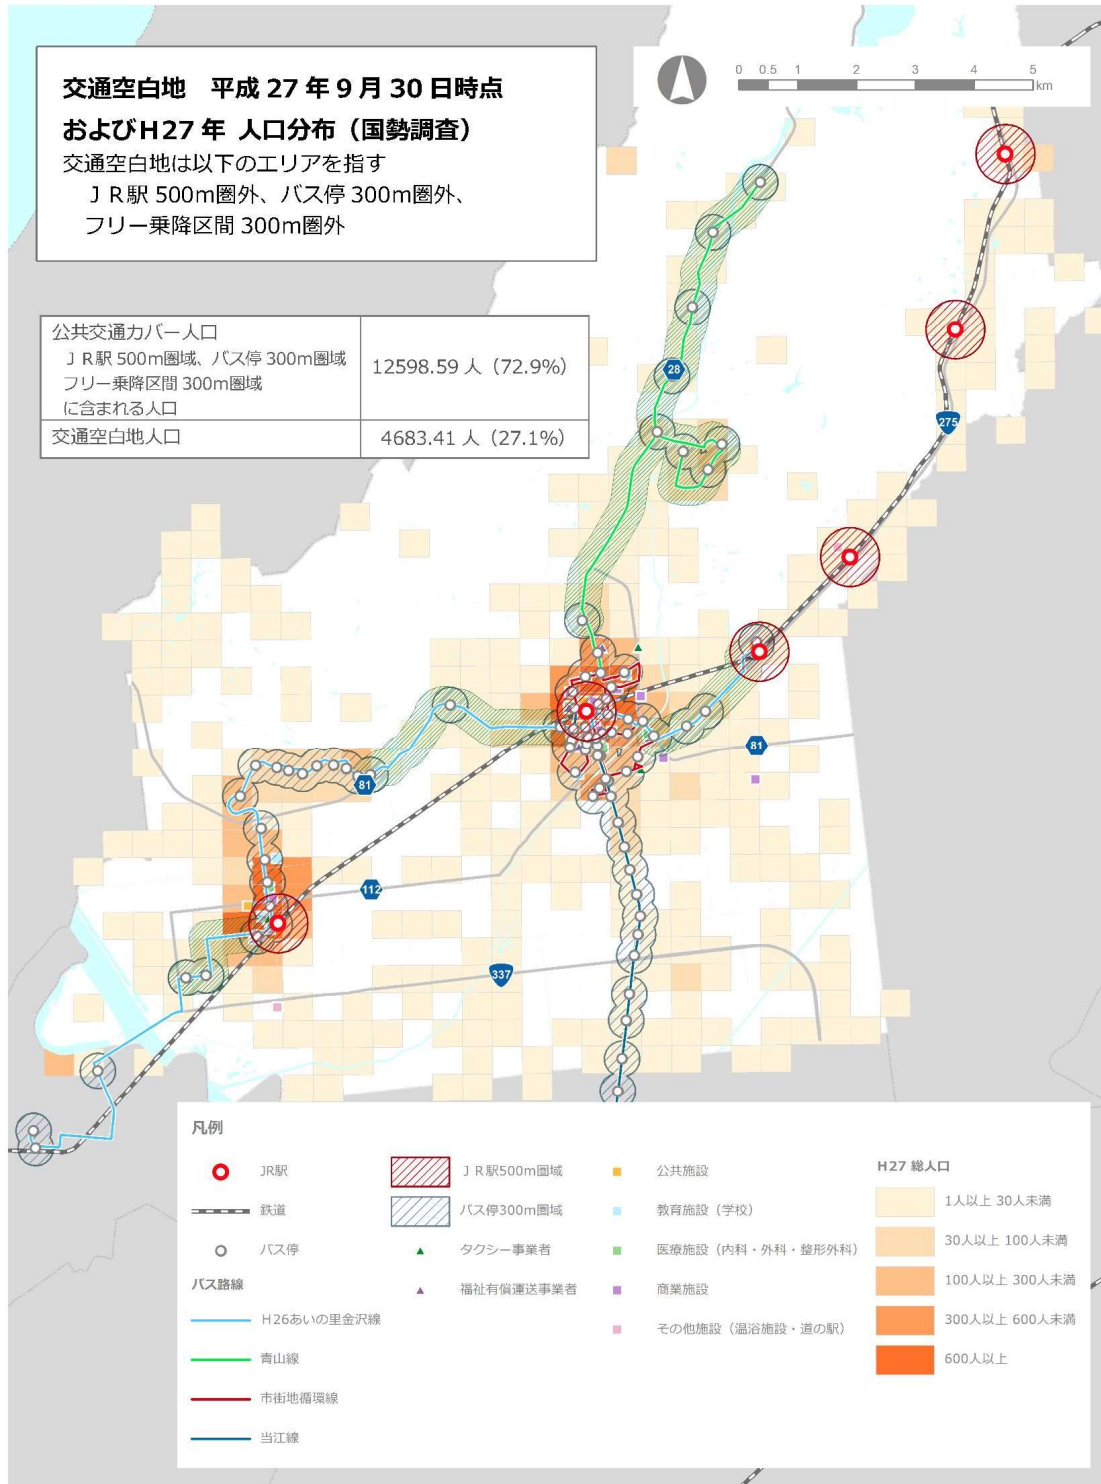 交通空白地　平成 27 年 9 月 30 日時点
およびH27 年 人口分布（国勢調査）
交通空白地は以下のエリアを指す
ＪＲ駅 500m圏外、バス停 300m圏外、
フリー乗降区間 300m圏外
0 0.5 1 2 3 4 5
km
公共交通カバー人口
ＪＲ駅 500m圏域、バス停 300m圏域
フリー乗降区間 300m圏域
に含まれる人口
12598.59 人（72.9%）
交通空白地人口
4683.41 人（27.1%）
28
275
81
81
112
337
凡例
JR駅
鉄道
バス停
バス路線
H26あいの里金沢線
青山線
市街地循環線
当江線
ＪＲ駅500m圏域
バス停300m圏域
タクシー事業者
福祉有償運送事業者
公共施設
教育施設（学校）
医療施設（内科・外科・整形外科）
商業施設
その他施設（温浴施設・道の駅）
H27 総人口
1人以上 30人未満
30人以上 100人未満
100人以上 300人未満
300人以上 600人未満
600人以上